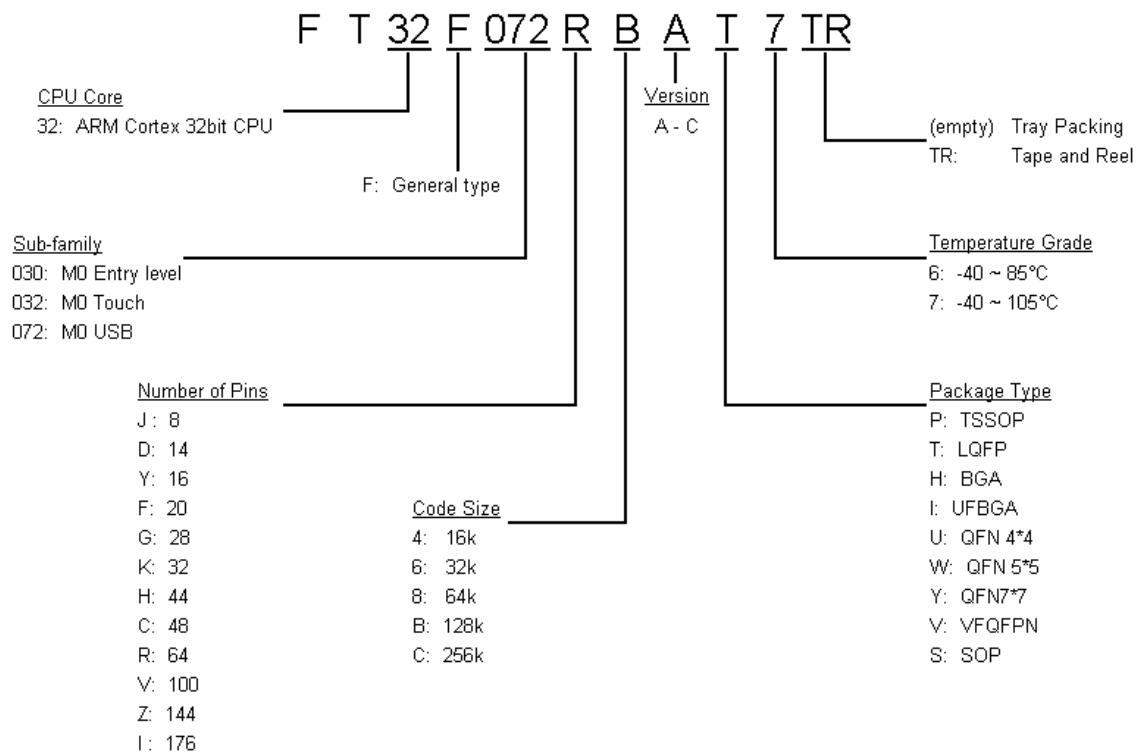 F T 32 F 072 R B A T 7 TR
CPU Core
32: ARM Cortex 32bit CPU
F: General type
Version
A - C
(empty) Tray Packing
TR: Tape and Reel
Sub-family
030: M0 Entry level
032: M0 Touch
072: M0 USB
Temperature Grade
6: -40 ~ 85°C
7: -40 ~ 105°C
Number of Pins
J : 8
D: 14
Y: 16
F: 20
G: 28
K: 32
H: 44
C: 48
R: 64
V: 100
Z: 144
I : 176
Code Size
4: 16k
6: 32k
8: 64k
B: 128k
C: 256k
Package Type
P: TSSOP
T: LQFP
H: BGA
I: UFBGA
U: QFN 4*4
W: QFN 5*5
Y: QFN7*7
V: VFQFPN
S: SOP